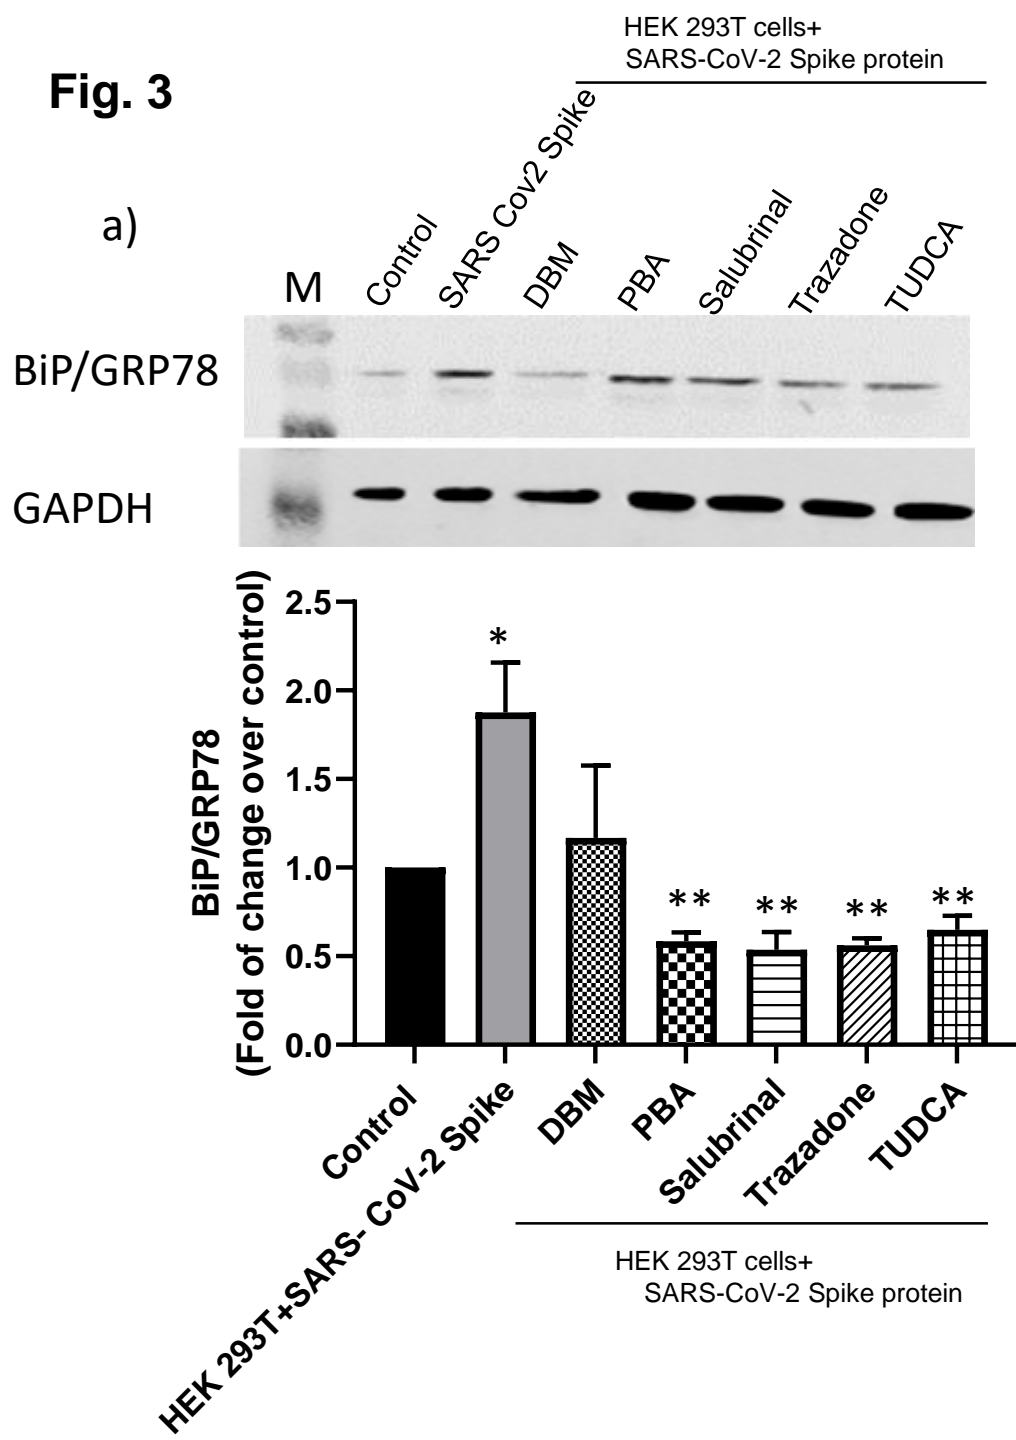 HEK 293T cells+
SARS-CoV-2 Spike protein
Fig. 3
a)
M
Control
SARS Cov2 Spike
DBM
PBA
Salubrinal
Trazadone
TUDCA
BiP/GRP78
GAPDH
BiP/GRP78
(Fold of change over control)
2.5
2.0
1.5
1.0
0.5
0.0
*
**
**
**
**
Control
HEK 293T+SARS- CoV-2 Spike
DBM
PBA
Salubrinal
Trazadone
TUDCA
HEK 293T cells+
SARS-CoV-2 Spike protein